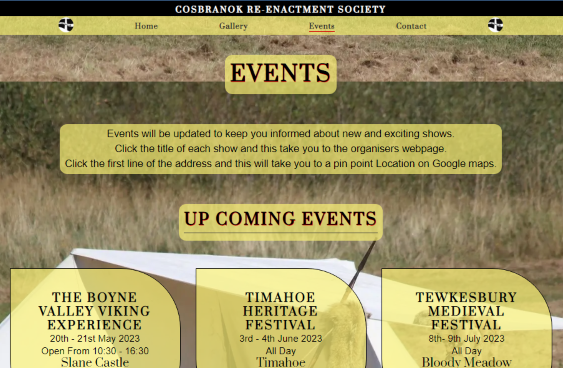 COSBRANOK RE-ENACTMENT SOCIETY
Home Gallery Events Contact
EVENTS
Events will be updated to keep you informed about new and exciting shows.
Click the title of each show and this take you to the organisers webpage.
Click the first line of the address and this will take you to a pin point Location on Google maps.
UP COMING EVENTS
THE BOYNE
VALLEY VIKING
EXPERIENCE
20th - 21st May 2023
Open From 10:30 - 16:30
Slane Castle
TIMAHOE
HERITAGE
FESTIVAL
3rd - 4th June 2023
All Day
Timahoe
TEWKESBURY
MEDIEVAL
FESTIVAL
8th- 9th July 2023
All Day
Bloody Meadow